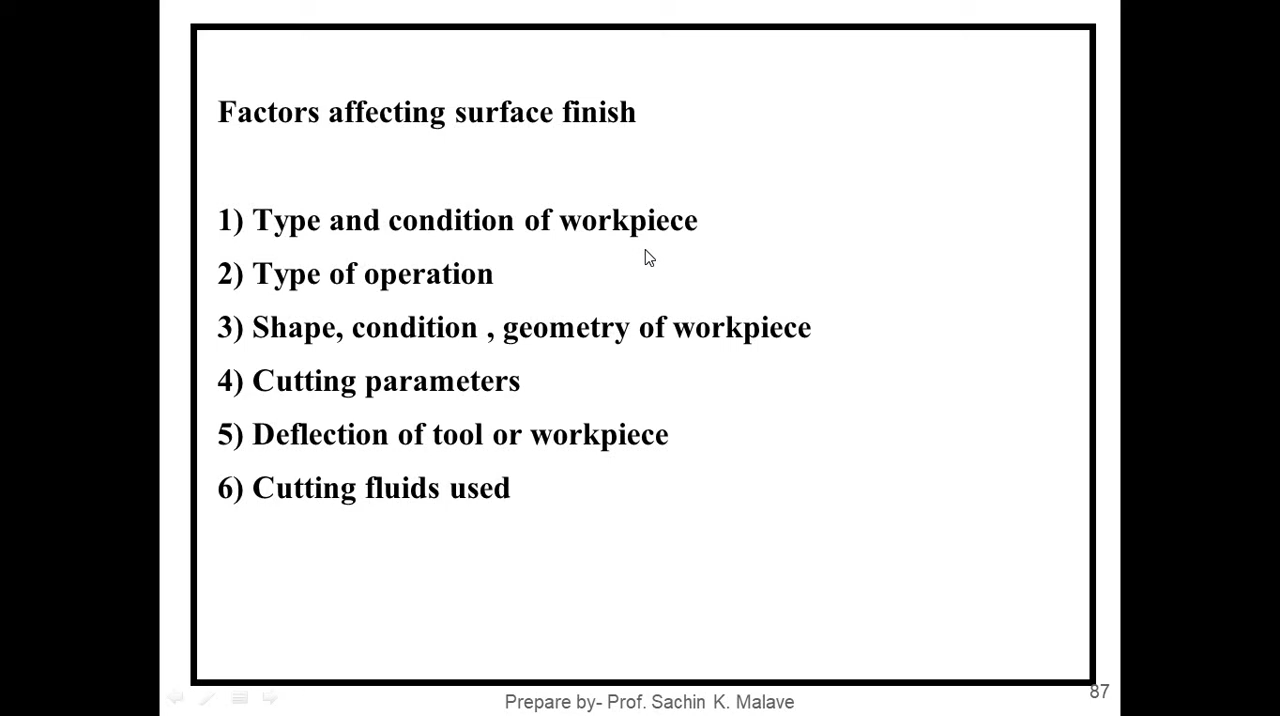 Factors affecting surface finish
1) Type and condition of workpiece
2) Type of operation
3) Shape, condition , geometry of workpiece
4) Cutting parameters
5) Deflection of tool or workpiece
6) Cutting fluids used
Prepare by- Prof. Sachin K. Malave
87